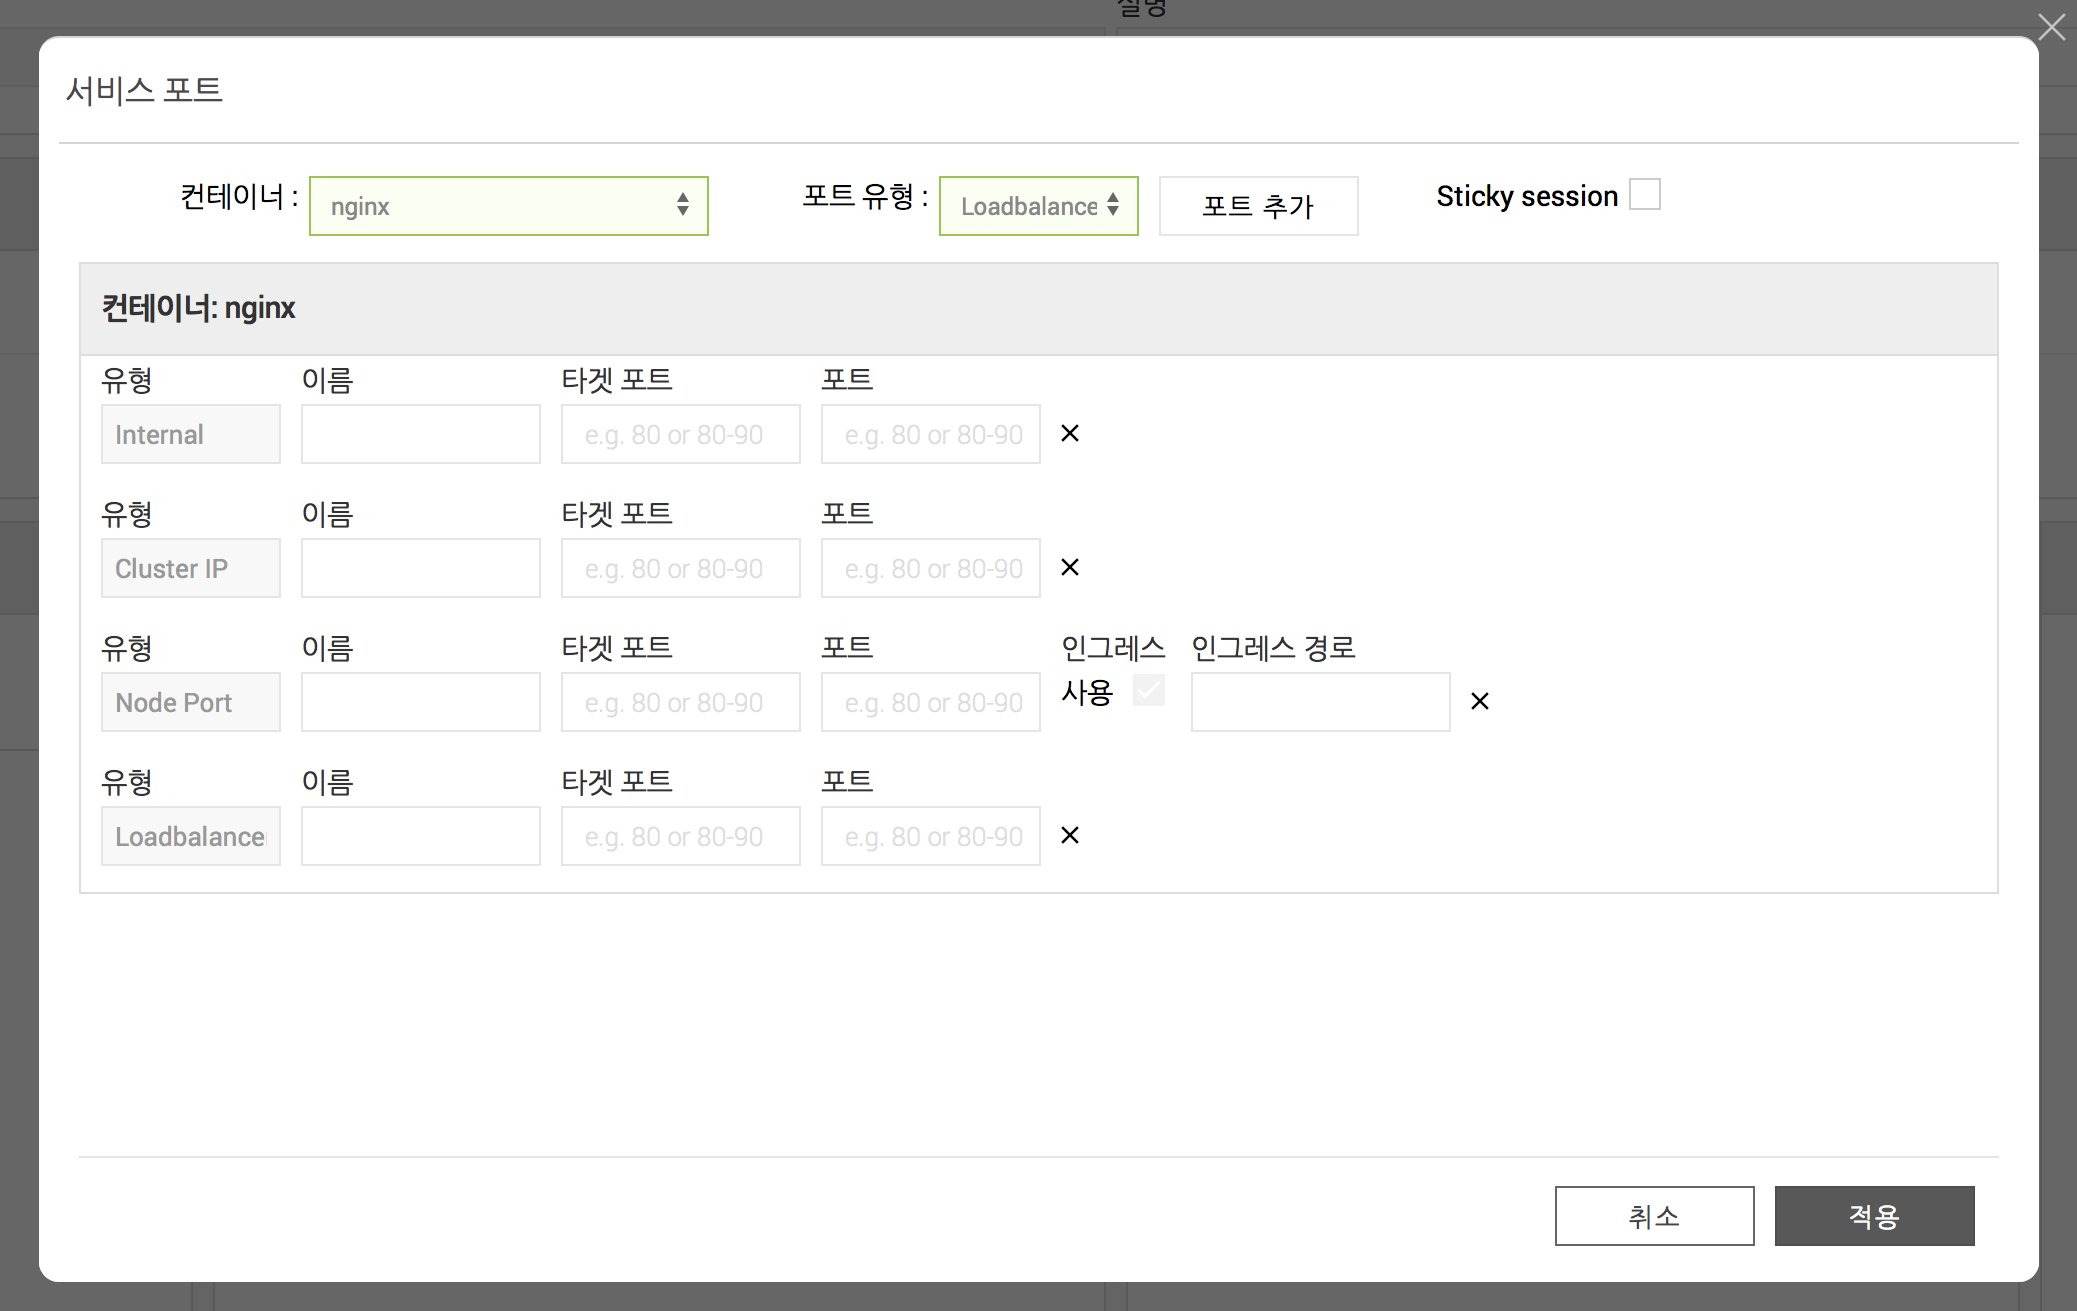 설명
서비스 포트
컨테이너 : nginx 포트 유형 : Loadbalance 포트 추가 Sticky session
컨테이너: nginx
유형 이름 타겟 포트 포트
Internal e.g. 80 or 80-90 e.g. 80 or 80-90
유형 이름 타겟 포트 포트
Cluster IP e.g. 80 or 80-90 e.g. 80 or 80-90
유형 이름 타겟 포트 포트 인그레스 인그레스 경로
Node Port e.g. 80 or 80-90 e.g. 80 or 80-90 사용
유형 이름 타겟 포트 포트
Loadbalancer e.g. 80 or 80-90 e.g. 80 or 80-90
취소 적용